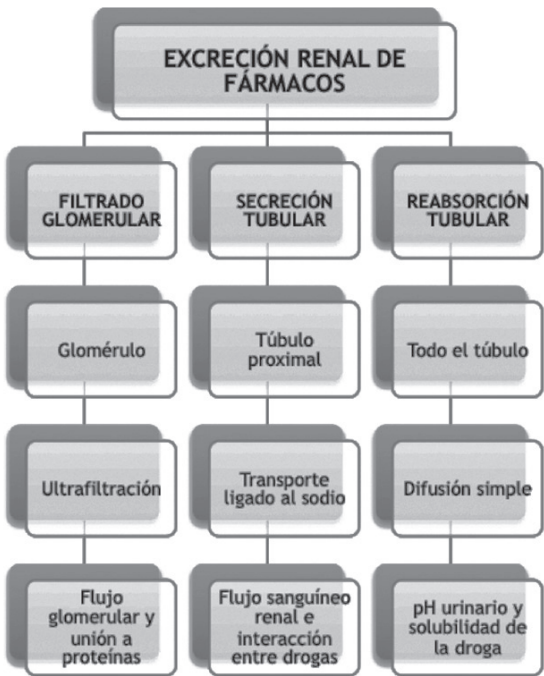 EXCRECIÓN RENAL DE
FÁRMACOS
FILTRADO
GLOMERULAR
SECRECIÓN
TUBULAR
REABSORCIÓN
TUBULAR
Glomérulo
Túbulo
proximal
Todo el túbulo
Ultrafiltración
Transporte
ligado al sodio
Difusión simple
Flujo
glomerular y
unión a
proteínas
Flujo sanguíneo
renal e
interacción
entre drogas
pH urinario y
solubilidad de
la droga